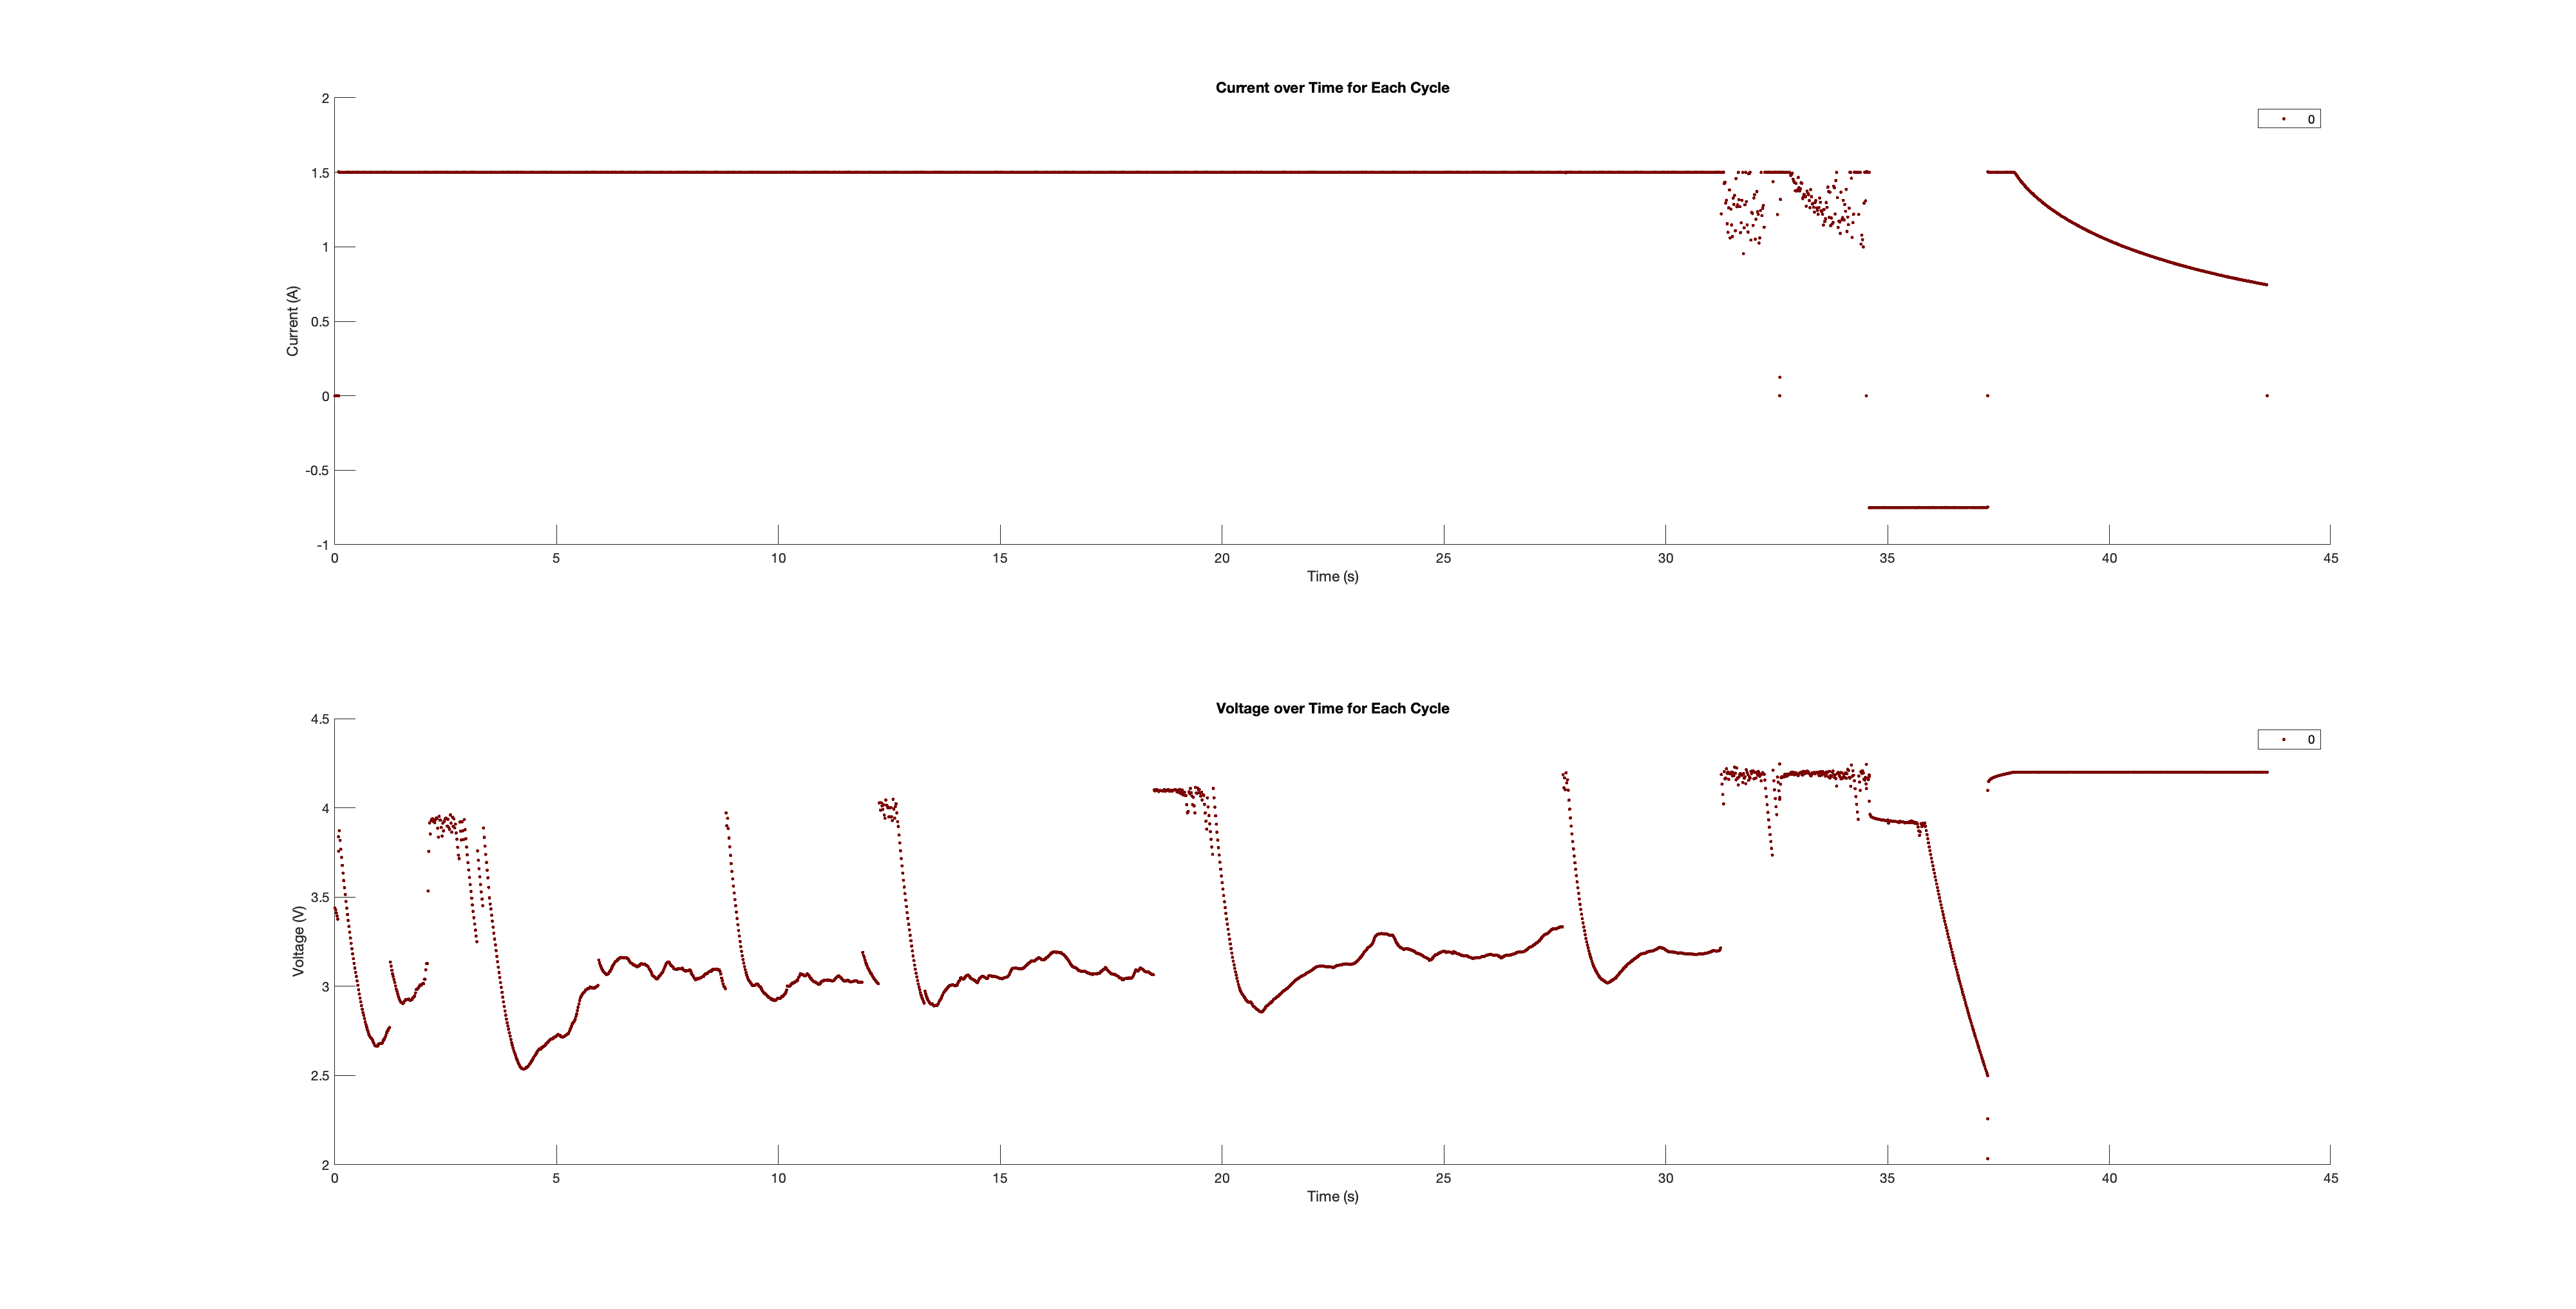 Current over Time for Each Cycle
2
1.5
1
0.5
0
-0.5
-1
Current (A)
0
0 5 10 15 20 25 30 35 40 45
Time (s)
Voltage over Time for Each Cycle
4.5
4
3.5
3
2.5
2
Voltage (V)
0
0 5 10 15 20 25 30 35 40 45
Time (s)